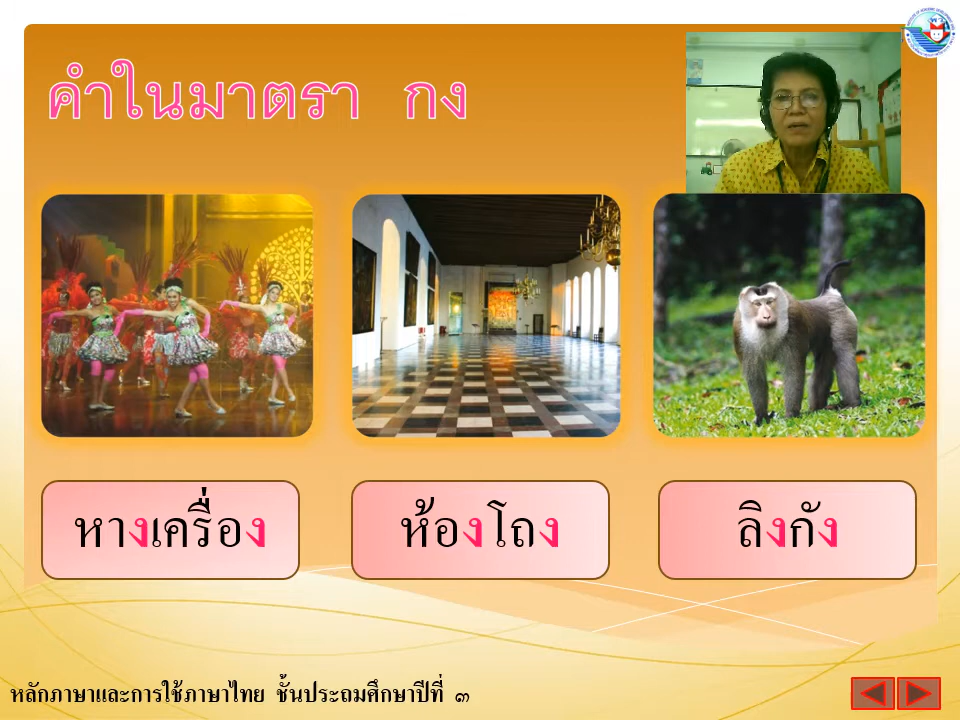 คำในมาตรา กง
หางเครื่อง
ห้องโถง
ลิงกัง
หลักภาษาและการใช้ภาษาไทย ชั้นประถมศึกษาปีที่ ๓